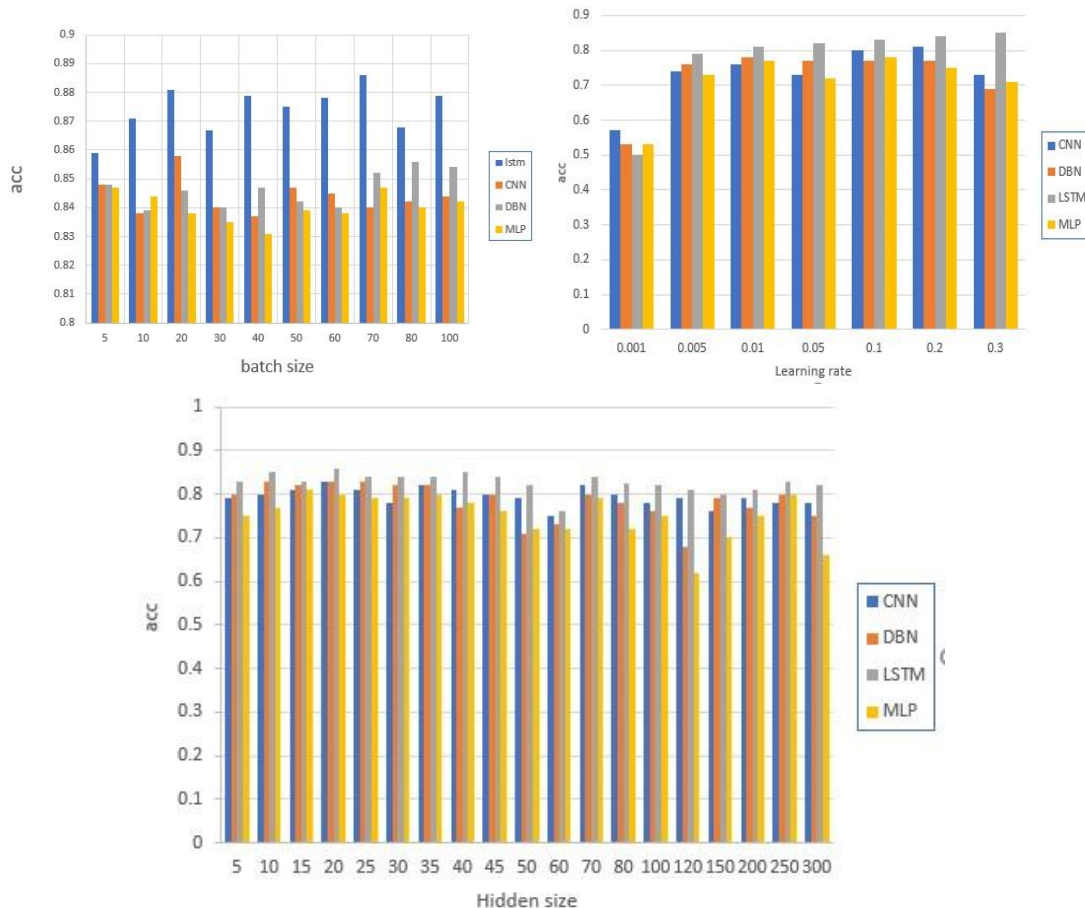 0.9
0.89
0.88
0.87
0.86
0.85
0.84
0.83
0.82
0.81
0.8
acc
5 10 20 30 40 50 60 70 80 100
batch size
lstm
CNN
DBN
MLP
0.9
0.8
0.7
0.6
0.5
0.4
0.3
0.2
0.1
0
acc
0.001 0.005 0.01 0.05 0.1 0.2 0.3
Learning rate
CNN
DBN
LSTM
MLP
1
0.9
0.8
0.7
0.6
0.5
0.4
0.3
0.2
0.1
0
acc
5 10 15 20 25 30 35 40 45 50 60 70 80 100 120 150 200 250 300
Hidden size
CNN
DBN
LSTM
MLP